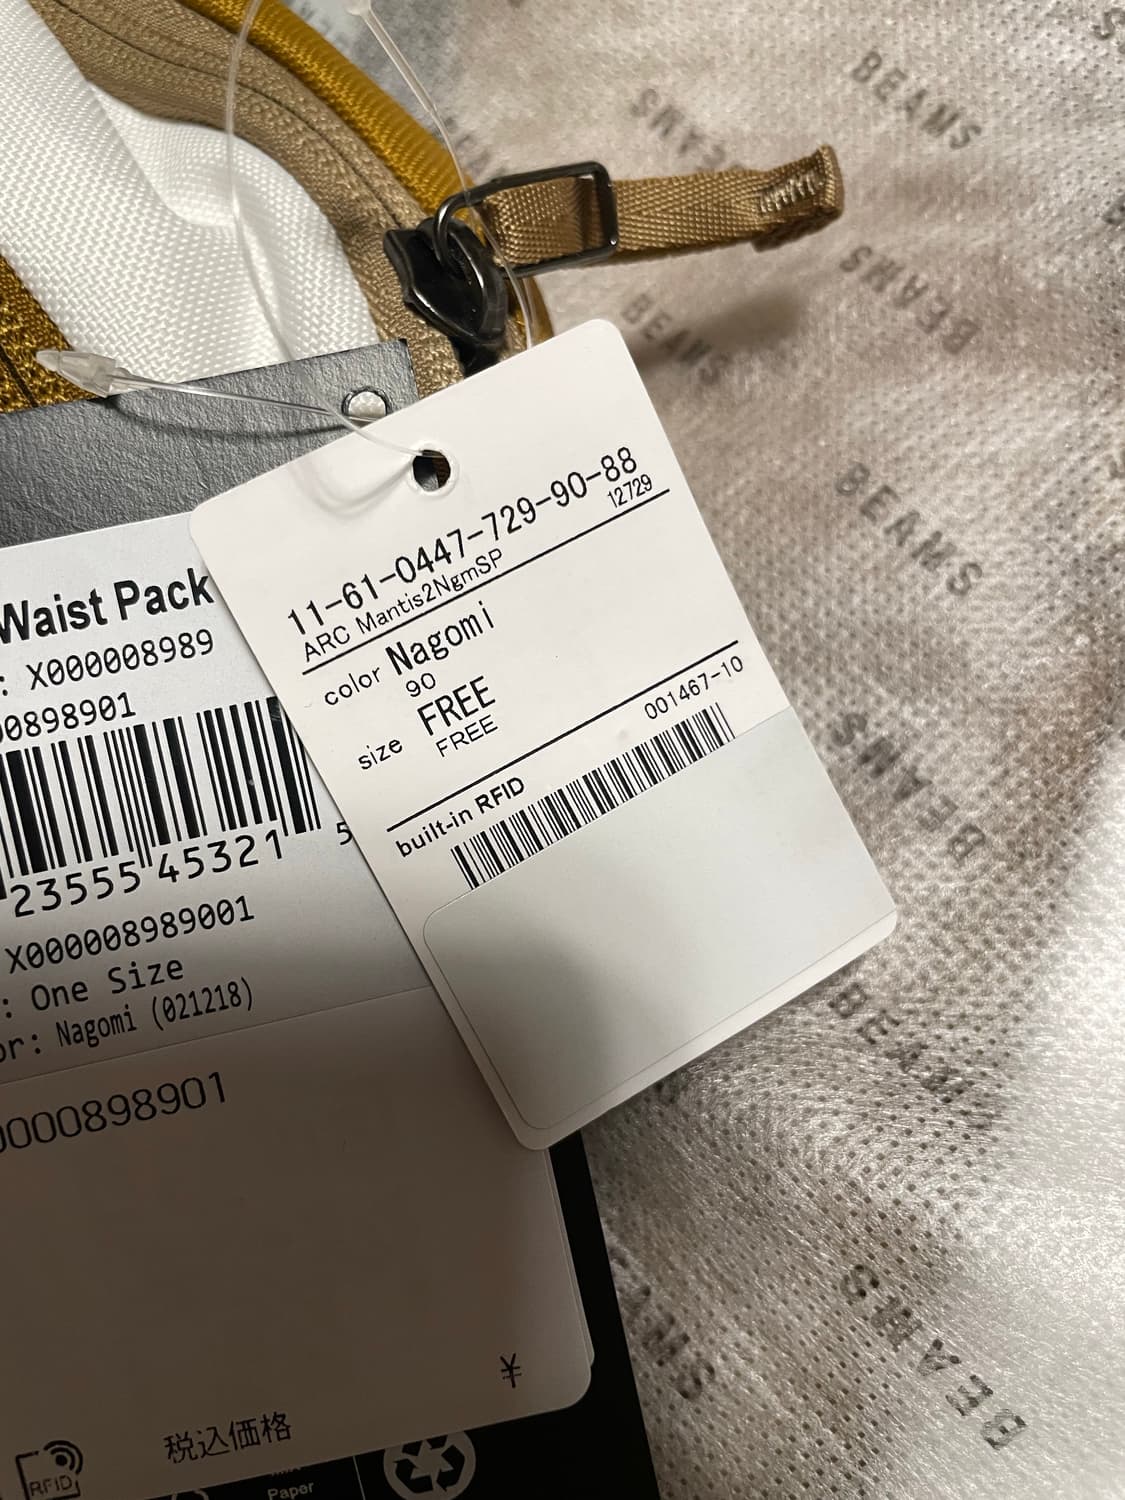 BEAMS
BEAMS
BEAMS
BEAMS
BEAMS
BEAMS
BEAMS
BEAMS
11-61-0447-729-90-88
12729
ARC Mantis2NgmSP
color Nagomi
90
size FREE
FREE
001467-10
built-in RFID
Waist Pack
: X000008989
00898901
23555 45321 5
X000008989001
: One Size
or: Nagomi (021218)
0000898901
¥
税込価格
RFID
Paper